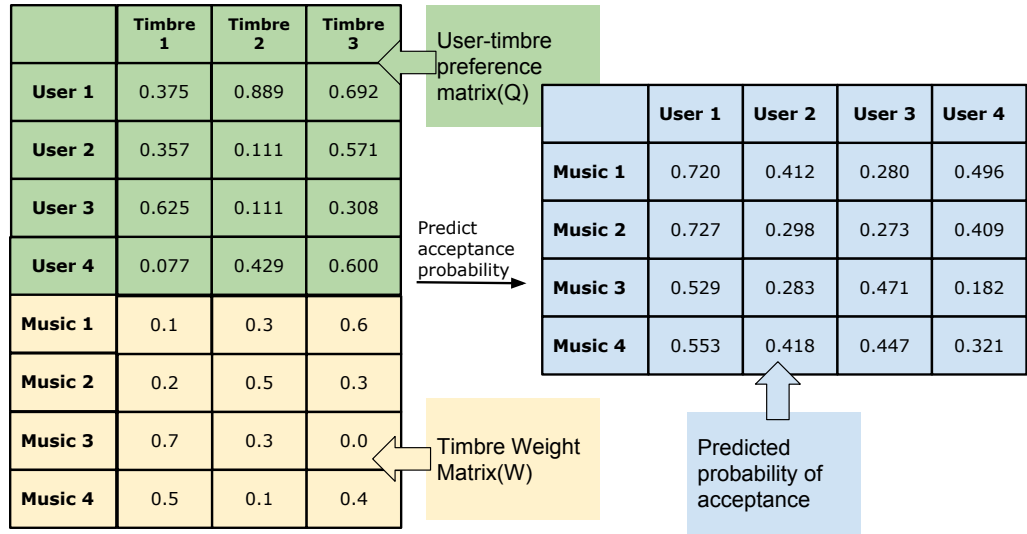 Timbre 1 Timbre 2 Timbre 3
User 1 0.375 0.889 0.692
User 2 0.357 0.111 0.571
User 3 0.625 0.111 0.308
User 4 0.077 0.429 0.600
Music 1 0.1 0.3 0.6
Music 2 0.2 0.5 0.3
Music 3 0.7 0.3 0.0
Music 4 0.5 0.1 0.4
User-timbre
preference
matrix(Q)
Timbre Weight
Matrix(W)
Predict
acceptance
probability
User 1 User 2 User 3 User 4
Music 1 0.720 0.412 0.280 0.496
Music 2 0.727 0.298 0.273 0.409
Music 3 0.529 0.283 0.471 0.182
Music 4 0.553 0.418 0.447 0.321
Predicted
probability of
acceptance